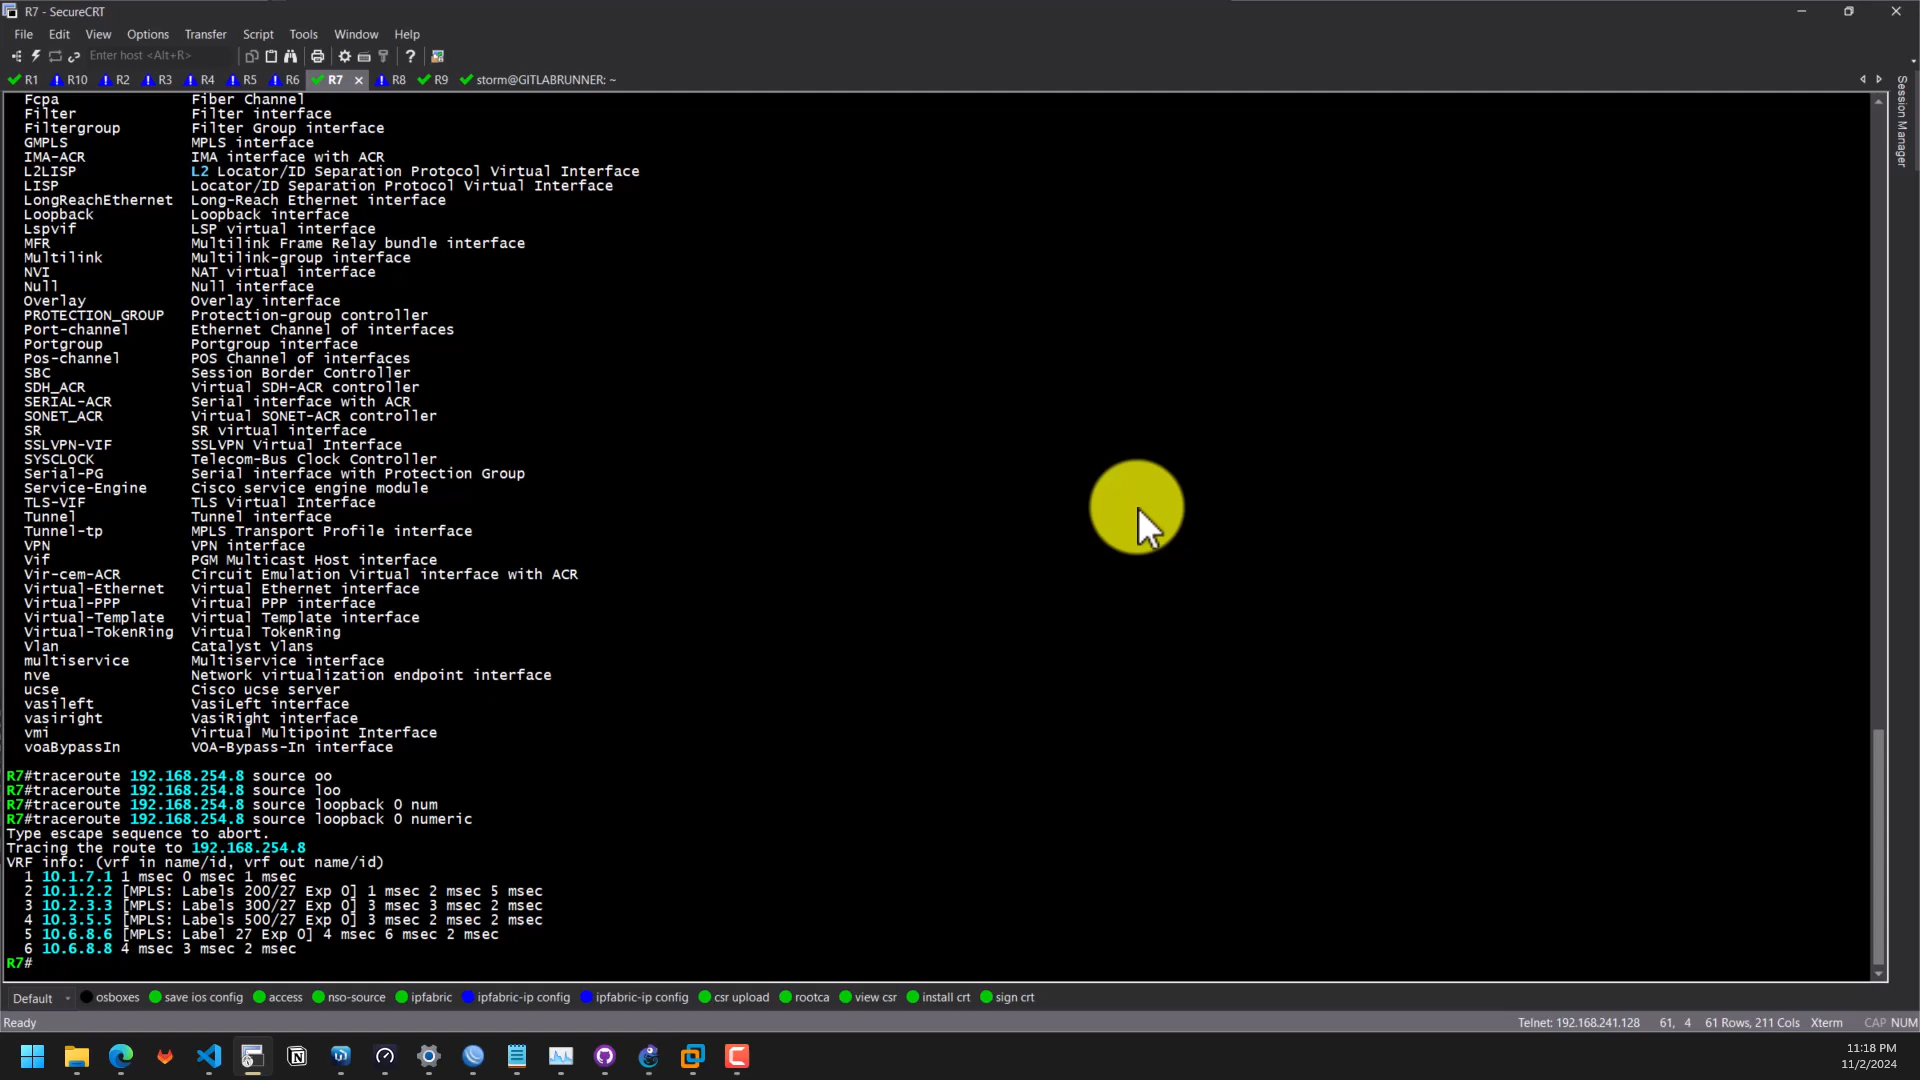 R7 - SecureCRT
File Edit View Options Transfer Script Tools Window Help
Enter host <Alt+R>
R1 R10 R2 R3 R4 R5 R6 R7 R8 R9 storm@GITLABRUNNER: ~
Session Manager
Fcpa Fiber Channel
Filter Filter interface
Filtergroup Filter Group interface
GMPLS MPLS interface
IMA-ACR IMA interface with ACR
L2LISP L2 Locator/ID Separation Protocol Virtual Interface
LISP Locator/ID Separation Protocol Virtual Interface
LongReachEthernet Long-Reach Ethernet interface
Loopback Loopback interface
Lspvif LSP virtual interface
MFR Multilink Frame Relay bundle interface
Multilink Multilink-group interface
NVI NAT virtual interface
Null Null interface
Overlay Overlay interface
PROTECTION_GROUP Protection-group controller
Port-channel Ethernet Channel of interfaces
Portgroup Portgroup interface
Pos-channel POS Channel of interfaces
SBC Session Border Controller
SDH_ACR Virtual SDH-ACR controller
SERIAL-ACR Serial interface with ACR
SONET_ACR Virtual SONET-ACR controller
SR SR virtual interface
SSLVPN-VIF SSLVPN Virtual Interface
SYSCLOCK Telecom-Bus Clock Controller
Serial-PG Serial interface with Protection Group
Service-Engine Cisco service engine module
TLS-VIF TLS Virtual Interface
Tunnel Tunnel interface
Tunnel-tp MPLS Transport Profile interface
VPN VPN interface
Vif PGM Multicast Host interface
Vir-cem-ACR Circuit Emulation Virtual interface with ACR
Virtual-Ethernet Virtual Ethernet interface
Virtual-PPP Virtual PPP interface
Virtual-Template Virtual Template interface
Virtual-TokenRing Virtual TokenRing
Vlan Catalyst Vlans
multiservice Multiservice interface
nve Network virtualization endpoint interface
ucse Cisco ucse server
vasileft VasiLeft interface
vasiright VasiRight interface
vmi Virtual Multipoint Interface
voaBypassIn VOA-Bypass-In interface
R7#traceroute 192.168.254.8 source oo
R7#traceroute 192.168.254.8 source loo
R7#traceroute 192.168.254.8 source loopback 0 num
R7#traceroute 192.168.254.8 source loopback 0 numeric
Type escape sequence to abort.
Tracing the route to 192.168.254.8
VRF info: (vrf in name/id, vrf out name/id)
1 10.1.7.1 1 msec 0 msec 1 msec
2 10.1.2.2 [MPLS: Labels 200/27 Exp 0] 1 msec 2 msec 5 msec
3 10.2.3.3 [MPLS: Labels 300/27 Exp 0] 3 msec 3 msec 2 msec
4 10.3.5.5 [MPLS: Labels 500/27 Exp 0] 3 msec 2 msec 2 msec
5 10.6.8.6 [MPLS: Label 27 Exp 0] 4 msec 6 msec 2 msec
6 10.6.8.8 4 msec 3 msec 2 msec
R7#
Default osboxes save ios config access nso-source ipfabric ipfabric-ip config ipfabric-ip config csr upload rootca view csr install crt sign crt
Ready Telnet: 192.168.241.128 61, 4 61 Rows, 211 Cols Xterm CAP NUM
11:18 PM
11/2/2024